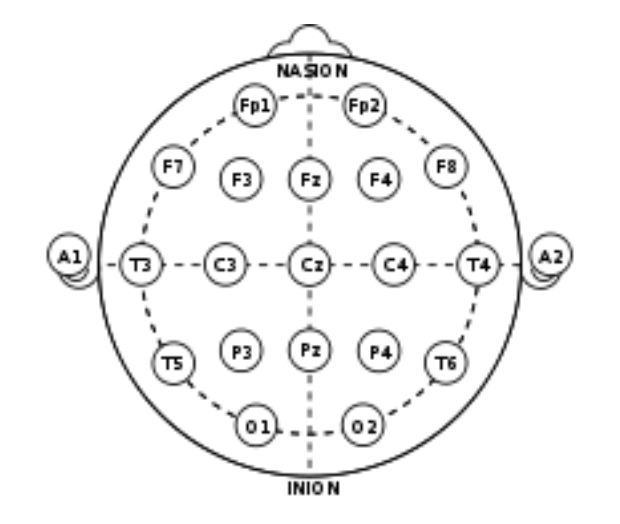 NASION
Fp1 Fp2
F7 F3 Fz F4 F8
A1 T3 C3 Cz C4 T4 A2
T5 P3 Pz P4 T6
O1 O2
INION